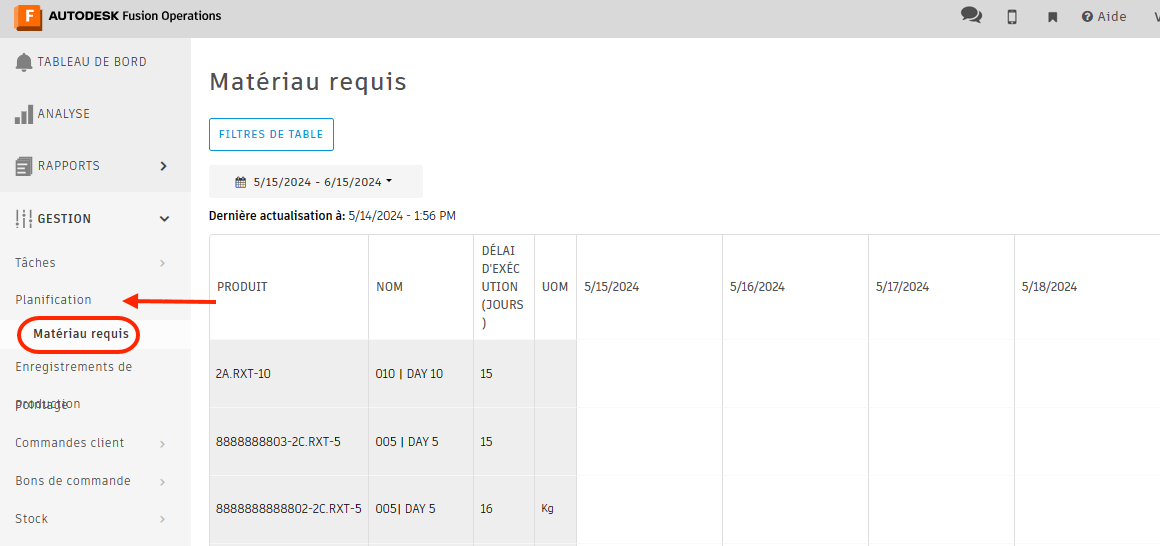 F AUTODESK Fusion Operations
Aide
TABLEAU DE BORD
ANALYSE
RAPPORTS
GESTION
Tâches
Planification
Matériau requis
Enregistrements de
production
Pointage
Commandes client
Bons de commande
Stock
Matériau requis
FILTRES DE TABLE
5/15/2024 - 6/15/2024
Dernière actualisation à: 5/14/2024 - 1:56 PM
PRODUIT NOM DÉLAI UOM 5/15/2024 5/16/2024 5/17/2024 5/18/2024
D'EXÉC
UTION
(JOURS
)
2A.RXT-10 010 | DAY 10 15
8888888803-2C.RXT-5 005 | DAY 5 15
8888888888802-2C.RXT-5 005| DAY 5 16 Kg